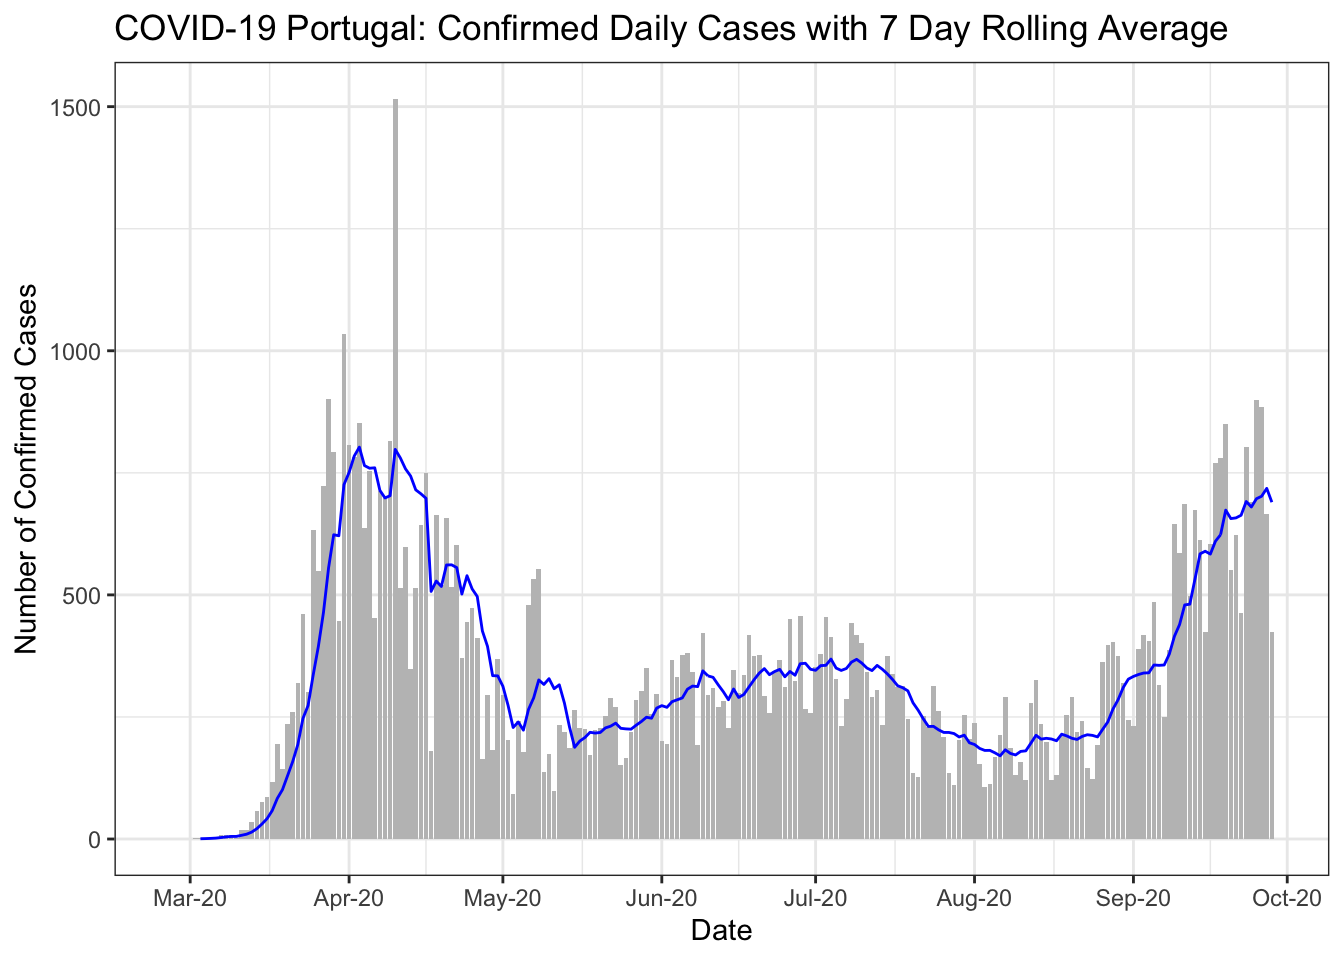 COVID-19 Portugal: Confirmed Daily Cases with 7 Day Rolling Average
Number of Confirmed Cases
1500
1000
500
0
Mar-20 Apr-20 May-20 Jun-20 Jul-20 Aug-20 Sep-20 Oct-20
Date